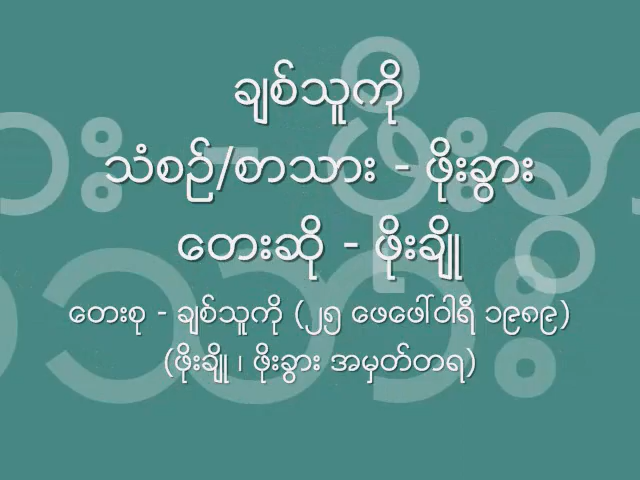 ချစ်သူကို
သံစဉ်/စာသား - ဖိုးခွား
တေးဆို - ဖိုးချို
တေးစု - ချစ်သူကို (၂၅ ဖေဖေါ်ဝါရီ ၁၉၈၉)
(ဖိုးချို ၊ ဖိုးခွား အမှတ်တရ)